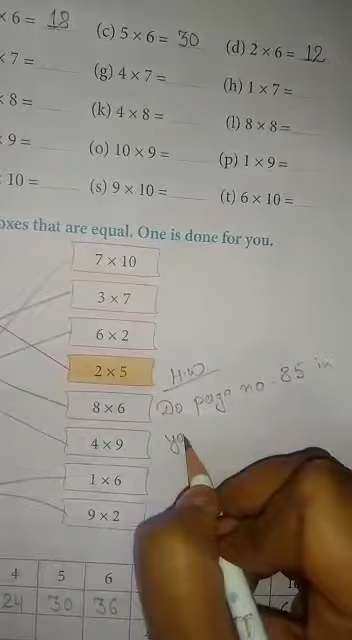 × 6 = 18 (c) 5 × 6 = 30 (d) 2 × 6 = 12
× 7 = (g) 4 × 7 = (h) 1 × 7 =
× 8 = (k) 4 × 8 = (l) 8 × 8 =
× 9 = (o) 10 × 9 = (p) 1 × 9 =
10 = (s) 9 × 10 = (t) 6 × 10 =
oxes that are equal. One is done for you.
7 × 10
3 × 7
6 × 2
2 × 5
8 × 6
4 × 9
1 × 6
9 × 2
H.W
Do page no. 85 in
yo
4 5 6
24 30 36